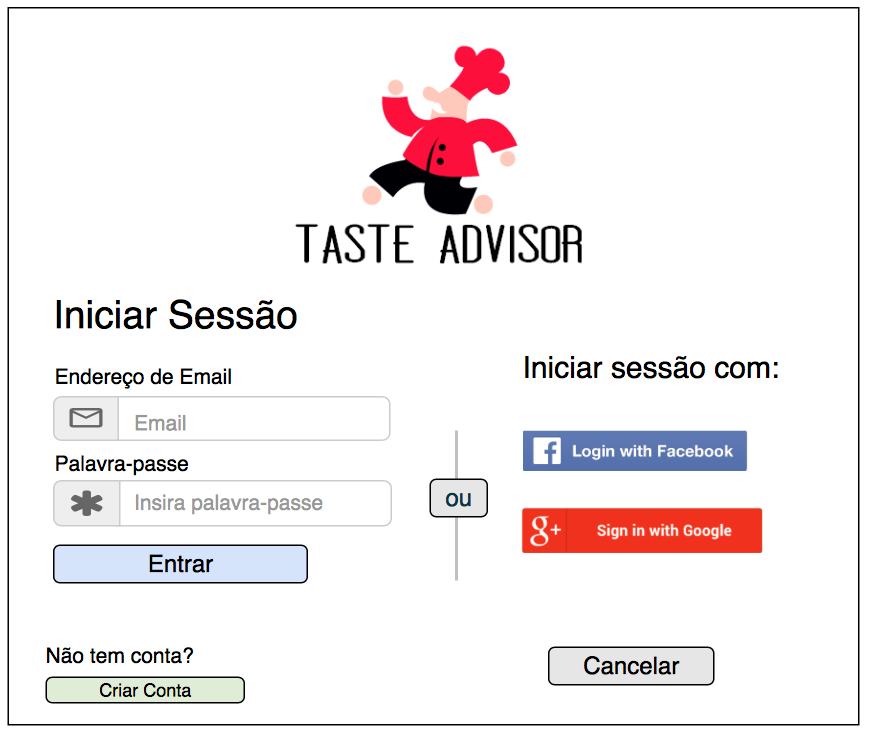 TASTE ADVISOR
Iniciar Sessão
Endereço de Email
Email
Palavra-passe
Insira palavra-passe
Entrar
ou
Iniciar sessão com:
f Login with Facebook
g+ Sign in with Google
Não tem conta?
Criar Conta
Cancelar